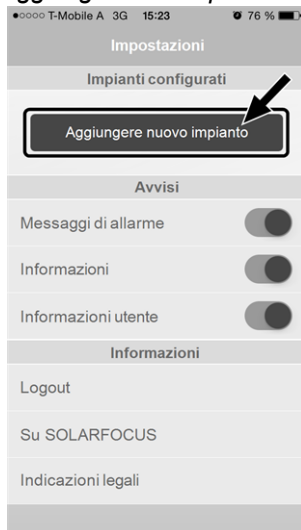 T-Mobile A 3G 15:23 76 %
Impostazioni
Impianti configurati
Aggiungere nuovo impianto
Avvisi
Messaggi di allarme
Informazioni
Informazioni utente
Informazioni
Logout
Su SOLARFOCUS
Indicazioni legali